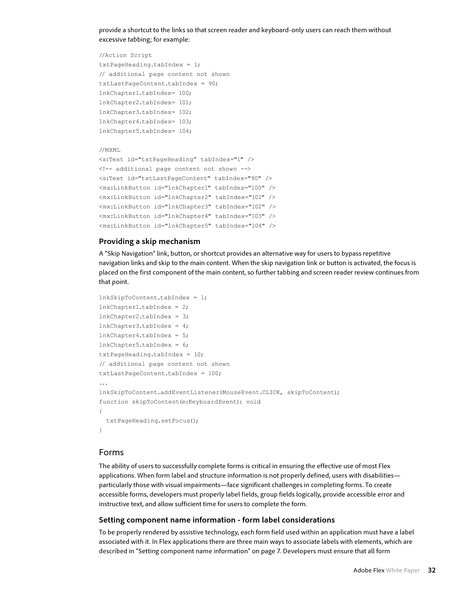 provide a shortcut to the links so that screen reader and keyboard-only users can reach them without
excessive tabbing; for example:
//Action Script
txtPageHeading.tabIndex = 1;
// additional page content not shown
txtLastPageContent.tabIndex = 90;
lnkChapter1.tabIndex= 100;
lnkChapter2.tabIndex= 101;
lnkChapter3.tabIndex= 102;
lnkChapter4.tabIndex= 103;
lnkChapter5.tabIndex= 104;
//MXML
<s:Text id="txtPageHeading" tabIndex="1" />
<!-- additional page content not shown -->
<s:Text id="txtLastPageContent" tabIndex="90" />
<mx:LinkButton id="lnkChapter1" tabIndex="100" />
<mx:LinkButton id="lnkChapter2" tabIndex="101" />
<mx:LinkButton id="lnkChapter3" tabIndex="102" />
<mx:LinkButton id="lnkChapter4" tabIndex="103" />
<mx:LinkButton id="lnkChapter5" tabIndex="104" />
Providing a skip mechanism
A "Skip Navigation" link, button, or shortcut provides an alternative way for users to bypass repetitive
navigation links and skip to the main content. When the skip navigation link or button is activated, the focus is
placed on the first component of the main content, so further tabbing and screen reader review continues from
that point.
lnkSkipToContent.tabIndex = 1;
lnkChapter1.tabIndex = 2;
lnkChapter2.tabIndex = 3;
lnkChapter3.tabIndex = 4;
lnkChapter4.tabIndex = 5;
lnkChapter5.tabIndex = 6;
txtPageHeading.tabIndex = 10;
// additional page content not shown
txtLastPageContent.tabIndex = 100;
...
lnkSkipToContent.addEventListener(MouseEvent.CLICK, skipToContent);
function skipToContent(e:KeyboardEvent): void
{
txtPageHeading.setFocus();
}
Forms
The ability of users to successfully complete forms is critical in ensuring the effective use of most Flex
applications. When form label and structure information is not properly defined, users with disabilities—
particularly those with visual impairments—face significant challenges in completing forms. To create
accessible forms, developers must properly label fields, group fields logically, provide accessible error and
instructive text, and allow sufficient time for users to complete the form.
Setting component name information - form label considerations
To be properly rendered by assistive technology, each form field used within an application must have a label
associated with it. In Flex applications there are three main ways to associate labels with elements, which are
described in "Setting component name information" on page 7. Developers must ensure that all form
Adobe Flex White Paper 32